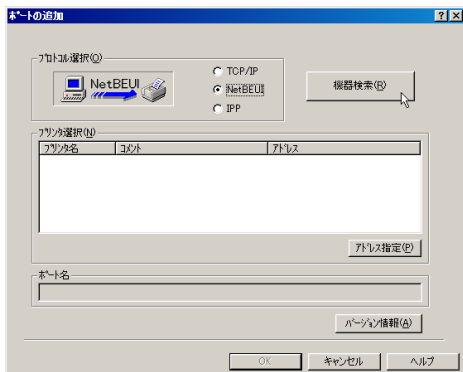 ﾎﾟｰﾄの追加
ﾌﾟﾛﾄｺﾙ選択(O)
NetBEUI
TCP/IP
NetBEUI
IPP
機器検索(R)
ﾌﾟﾘﾝﾀ選択(N)
ﾌﾟﾘﾝﾀ名 ｺﾒﾝﾄ ｱﾄﾞﾚｽ
ｱﾄﾞﾚｽ指定(P)
ﾎﾟｰﾄ名
ﾊﾞｰｼﾞｮﾝ情報(A)
OK ｷｬﾝｾﾙ ﾍﾙﾌﾟ